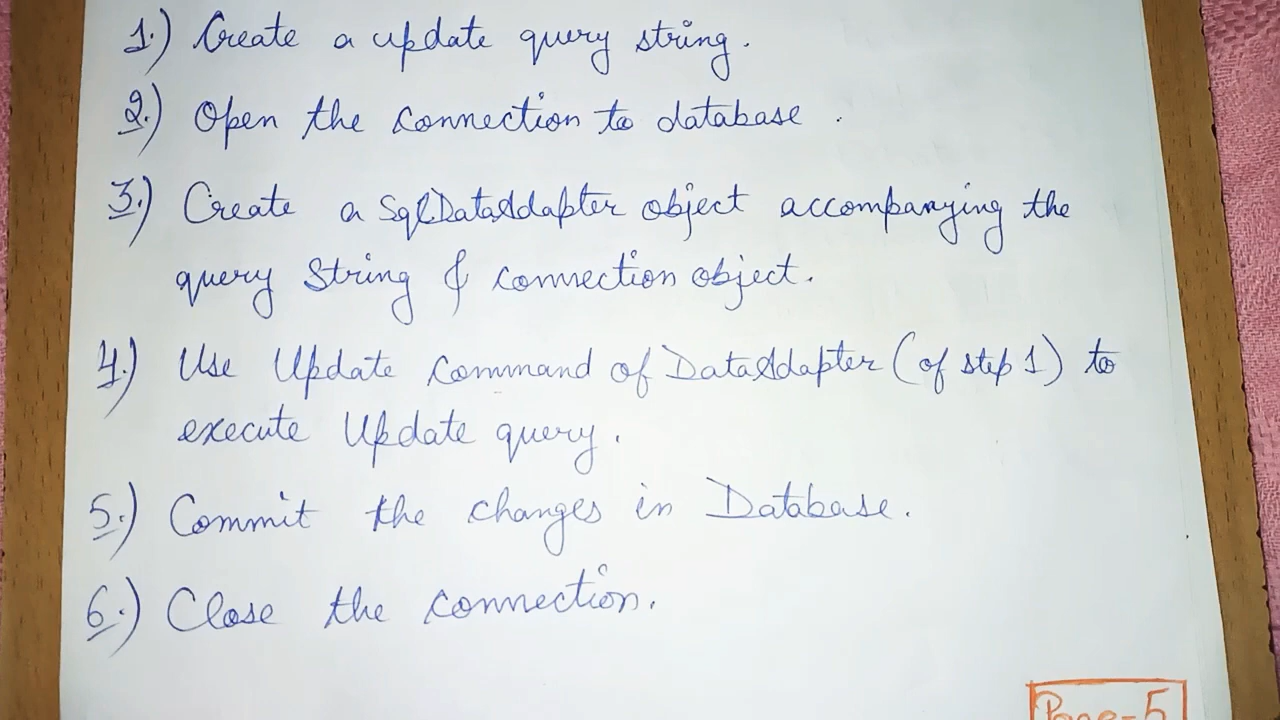 1.) Create a update query string.
2.) Open the connection to database .
3.) Create a SqlDataAdapter object accompanying the
query String & connection object.
4.) Use Update Command of DataAdapter (of step 1) to
execute Update query.
5.) Commit the changes in Database.
6.) Close the connection.
Page-5